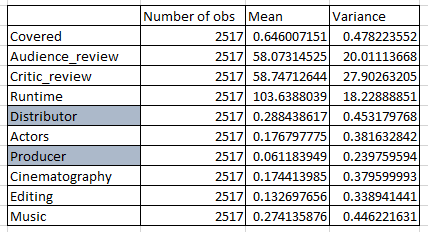 Number of obs Mean Variance
Covered 2517 0.646007151 0.478223552
Audience_review 2517 58.07314525 20.01113668
Critic_review 2517 58.74712644 27.90263205
Runtime 2517 103.6388039 18.22888851
Distributor 2517 0.288438617 0.453179768
Actors 2517 0.176797775 0.381632842
Producer 2517 0.061183949 0.239759594
Cinematography 2517 0.174413985 0.379599993
Editing 2517 0.132697656 0.338941441
Music 2517 0.274135876 0.446221631